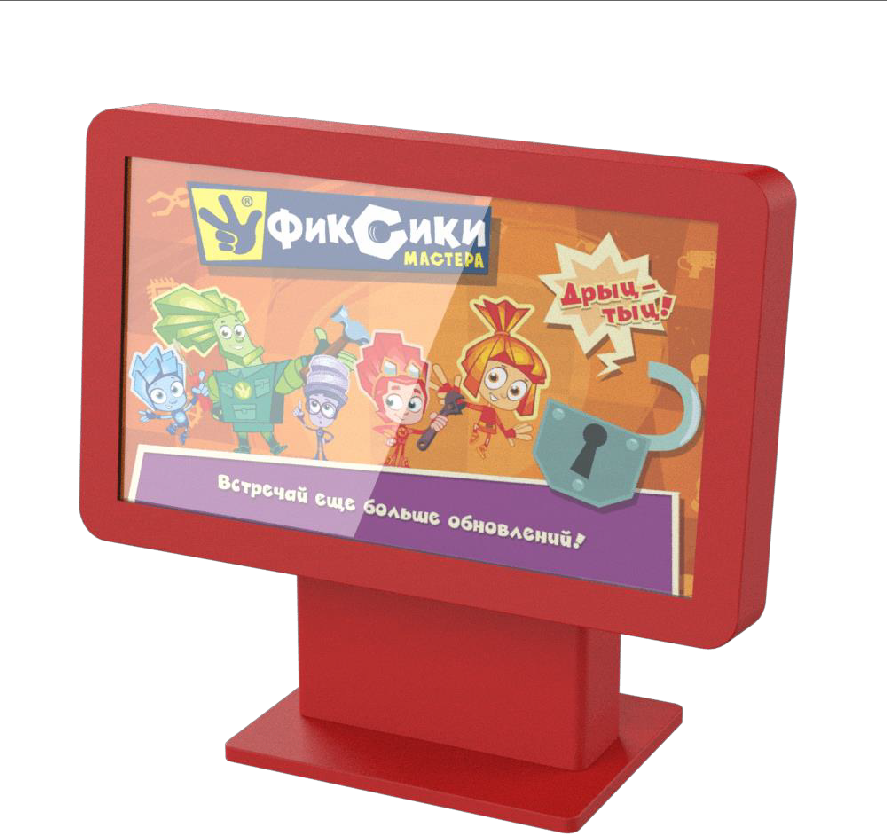 ФиКСиКи
®
МАСТЕРА
Дрыц-
тыц!
Встречай еще больше обновлений!